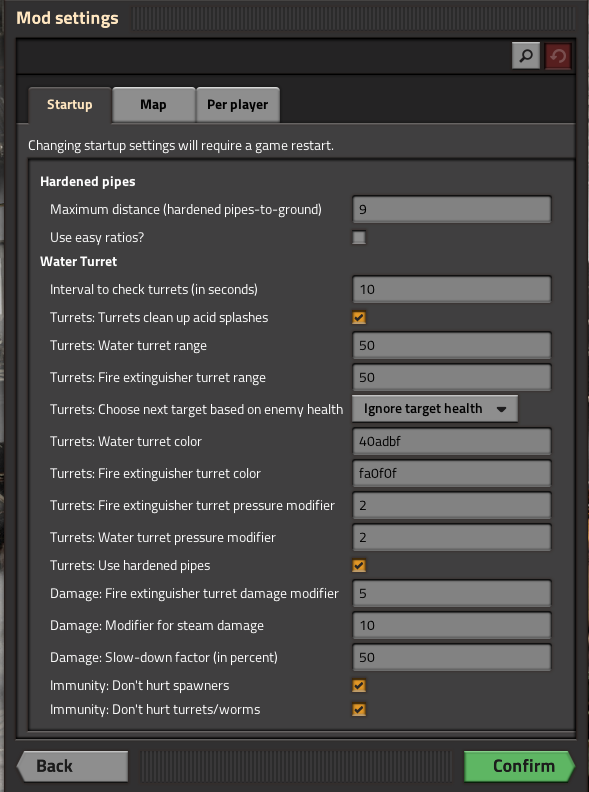 Mod settings
Startup Map Per player
Changing startup settings will require a game restart.
Hardened pipes
Maximum distance (hardened pipes-to-ground) 9
Use easy ratios?
Water Turret
Interval to check turrets (in seconds) 10
Turrets: Turrets clean up acid splashes
Turrets: Water turret range 50
Turrets: Fire extinguisher turret range 50
Turrets: Choose next target based on enemy health Ignore target health
Turrets: Water turret color 40adbf
Turrets: Fire extinguisher turret color fa0f0f
Turrets: Fire extinguisher turret pressure modifier 2
Turrets: Water turret pressure modifier 2
Turrets: Use hardened pipes
Damage: Fire extinguisher turret damage modifier 5
Damage: Modifier for steam damage 10
Damage: Slow-down factor (in percent) 50
Immunity: Don't hurt spawners
Immunity: Don't hurt turrets/worms
Back Confirm